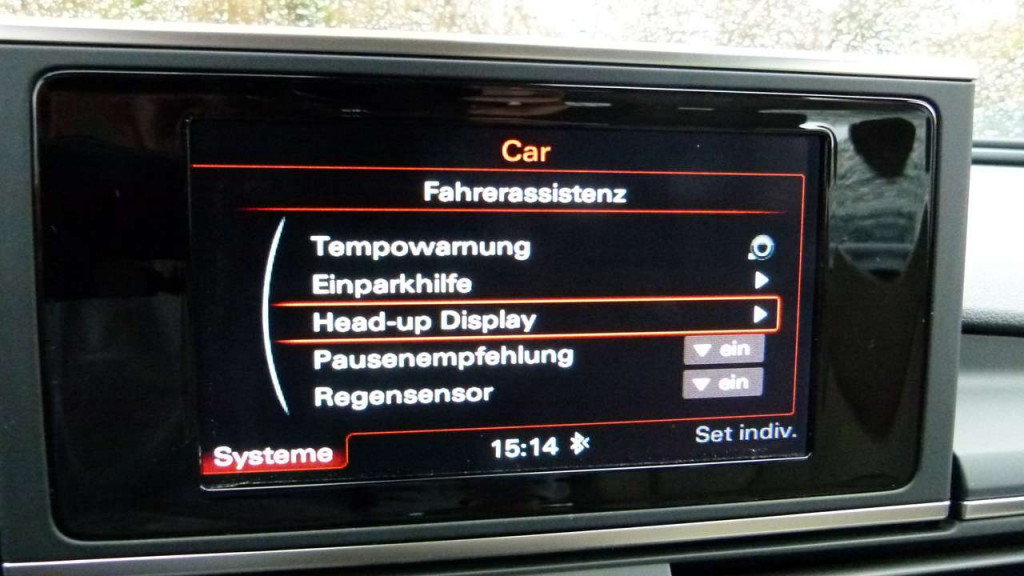 Car
Fahrerassistenz
Tempowarnung
Einparkhilfe
Head-up Display
Pausenempfehlung ein
Regensensor ein
Systeme 15:14 Set indiv.